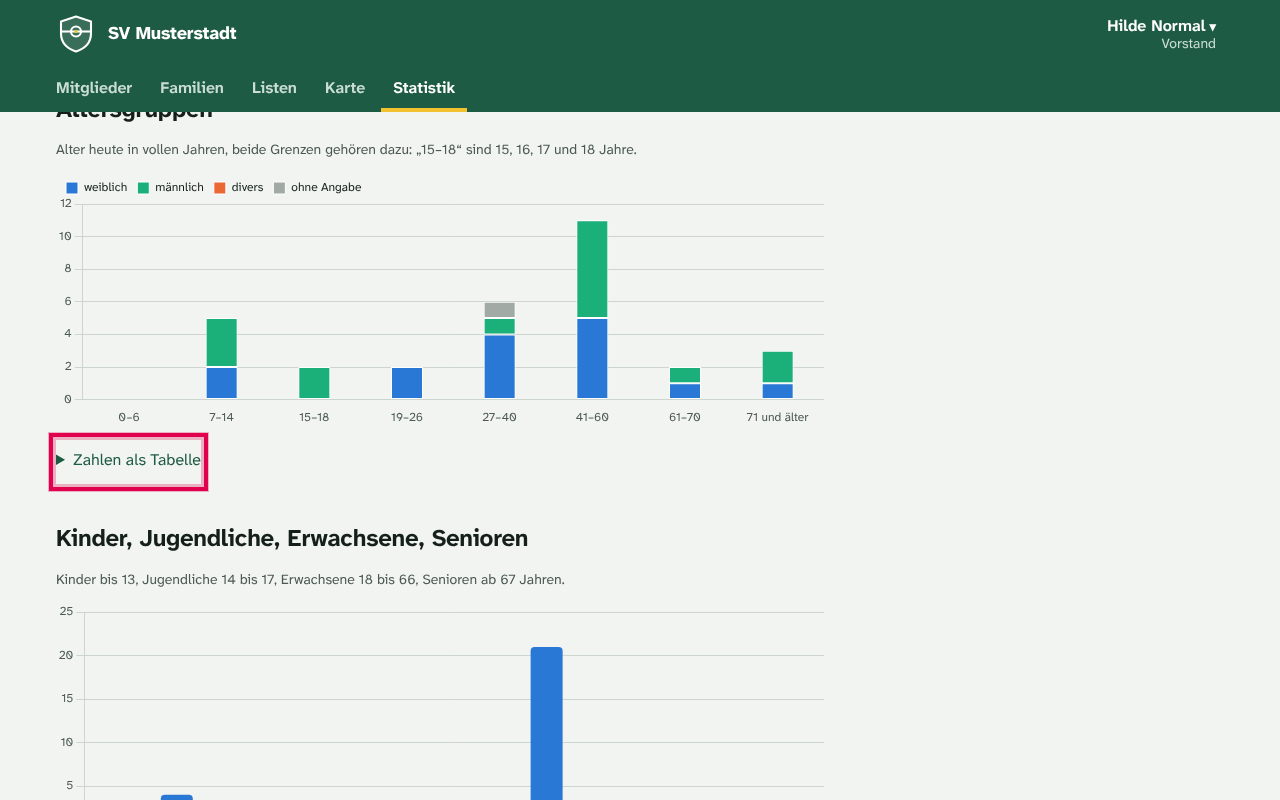 SV Musterstadt
Hilde Normal ▾
Vorstand
Mitglieder Familien Listen Karte Statistik
Altersgruppen
Alter heute in vollen Jahren, beide Grenzen gehören dazu: „15–18“ sind 15, 16, 17 und 18 Jahre.
weiblich männlich divers ohne Angabe
12
10
8
6
4
2
0
0–6 7–14 15–18 19–26 27–40 41–60 61–70 71 und älter
Zahlen als Tabelle
Kinder, Jugendliche, Erwachsene, Senioren
Kinder bis 13, Jugendliche 14 bis 17, Erwachsene 18 bis 66, Senioren ab 67 Jahren.
25
20
15
10
5